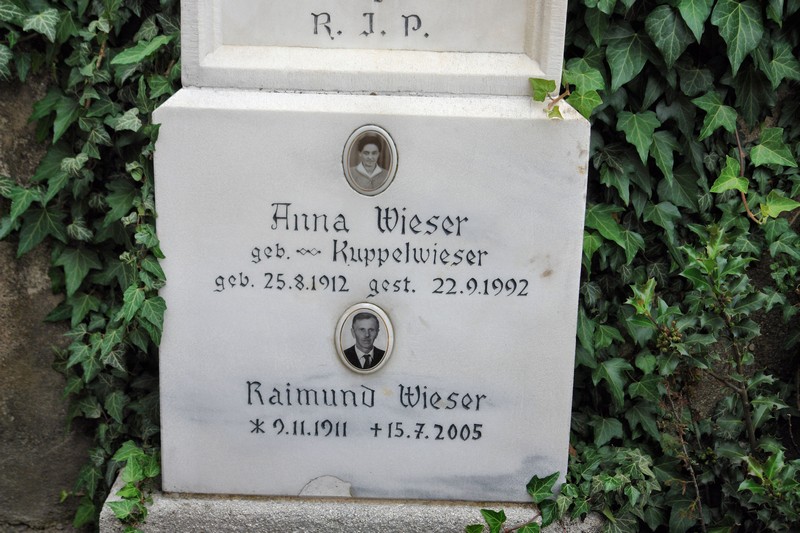 R. I. P.
Anna Wieser
geb. Kuppelwieser
geb. 25.8.1912 gest. 22.9.1992
Raimund Wieser
* 9.11.1911 +15.7.2005